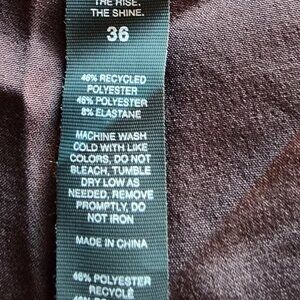 THE RISE.
THE SHINE.
36
46% RECYCLED
POLYESTER
46% POLYESTER
8% ELASTANE
MACHINE WASH
COLD WITH LIKE
COLORS, DO NOT
BLEACH, TUMBLE
DRY LOW AS
NEEDED, REMOVE
PROMPTLY, DO
NOT IRON
MADE IN CHINA
46% POLYESTER
RECYCLÉ